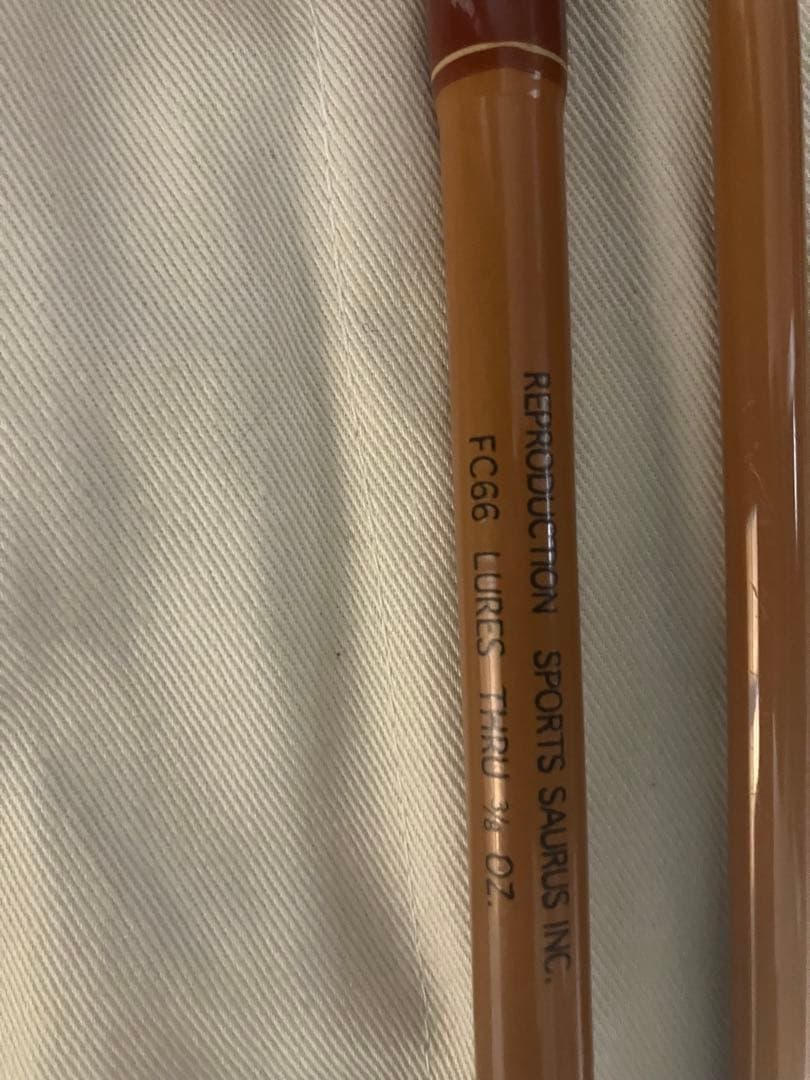 REPRODUCTION SPORTS SAURUS INC.
FC66 LURES THRU 3/8 OZ.